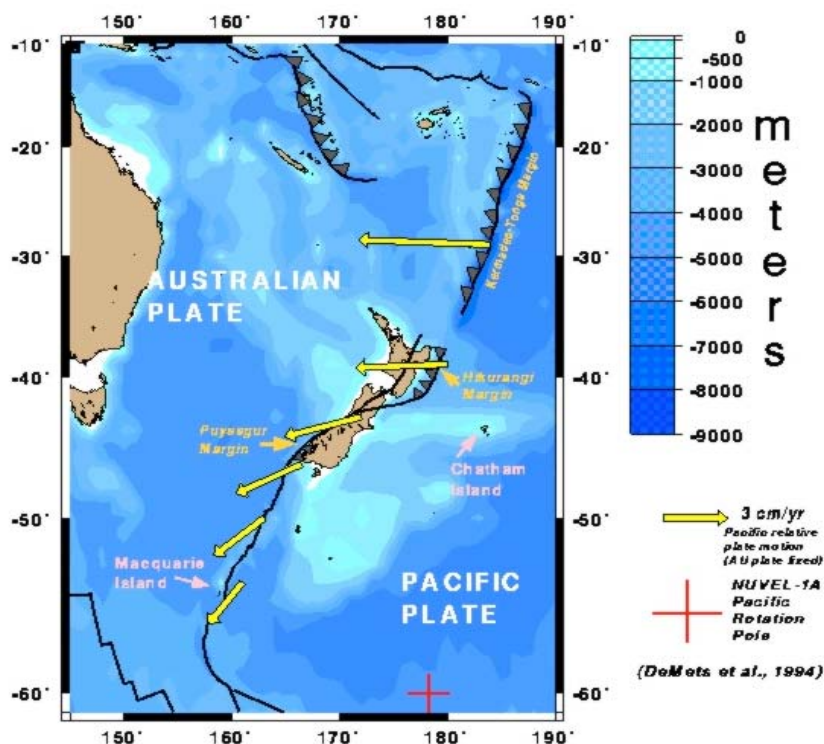 150° 160° 170° 180° 190°
-10° -10°
-20° -20°
-30° -30°
-40° -40°
-50° -50°
-60° -60°
150° 160° 170° 180° 190°
Kermadec-Tonga Margin
AUSTRALIAN
PLATE
Hikurangi
Margin
Puysegur
Margin
Chatham
Island
Macquarie
Island
PACIFIC
PLATE
0
-500
-1000
-2000
-3000
-4000
-5000
-6000
-7000
-8000
-9000
meters
3 cm/yr
Pacific relative
plate motion
(AU plate fixed)
NUVEL-1A
Pacific
Rotation
Pole
(DeMets et al., 1994)